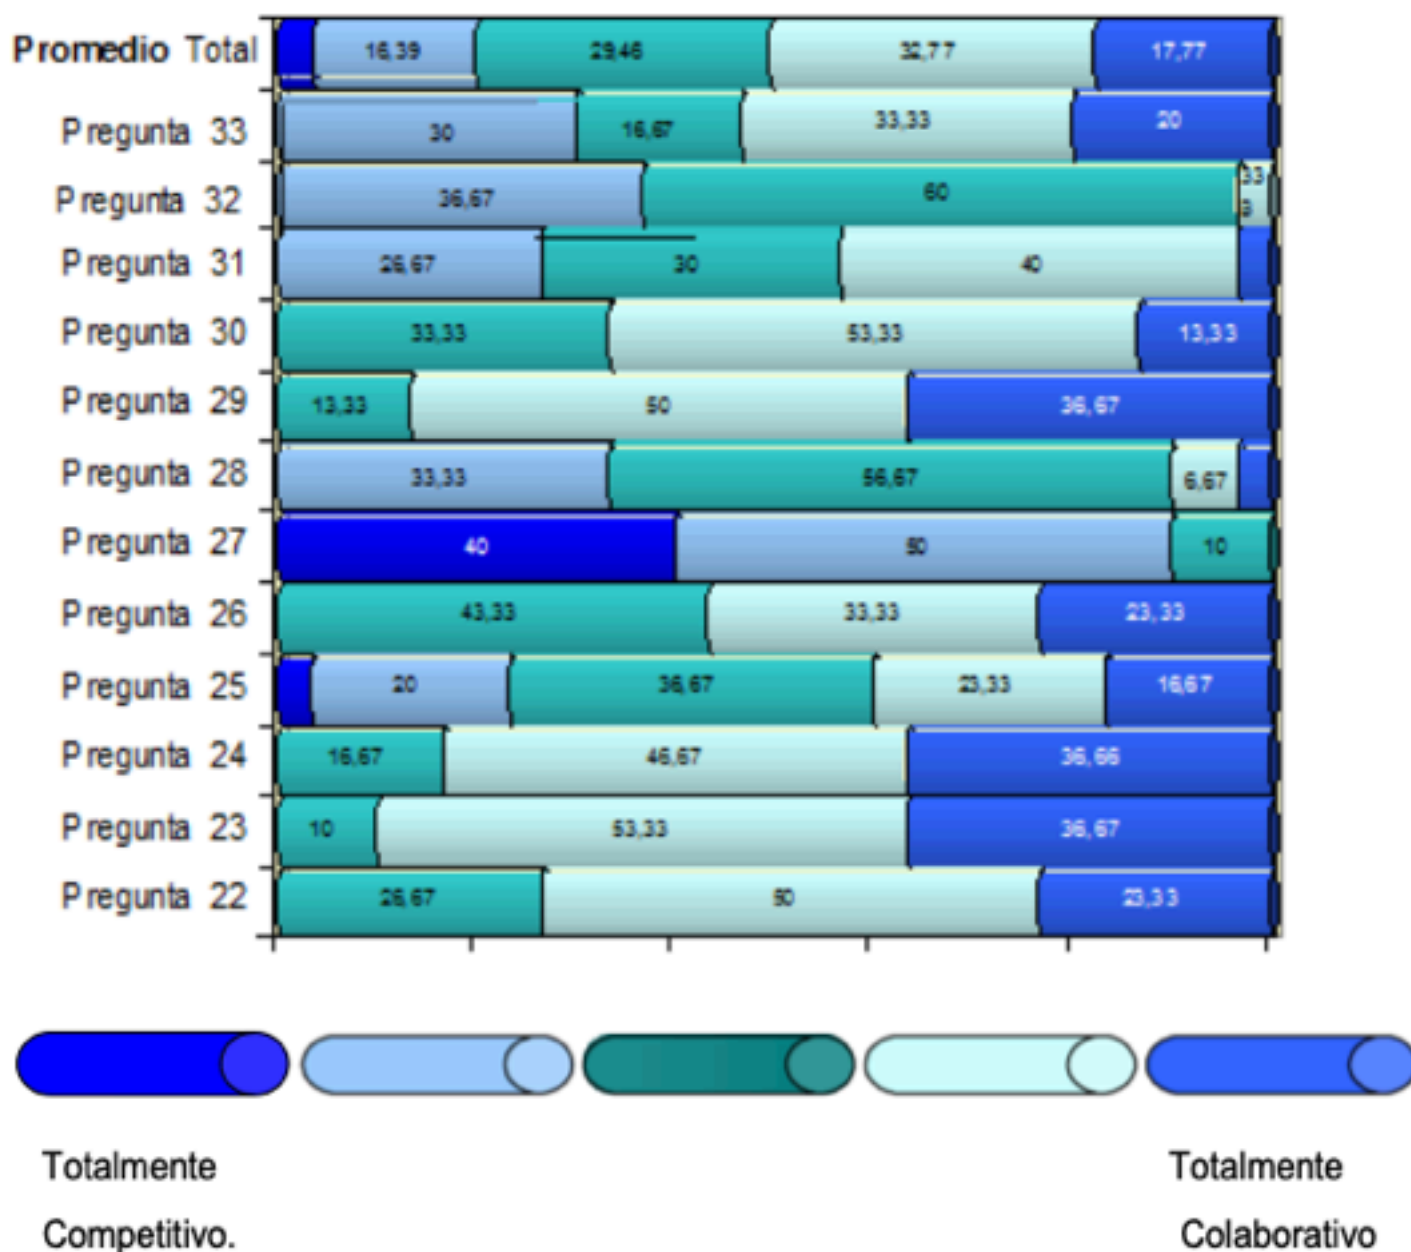 Promedio Total 16,39 29,46 32,77 17,77
Pregunta 33 30 16,67 33,33 20
Pregunta 32 36,67 60 33
Pregunta 31 26,67 30 40
Pregunta 30 33,33 53,33 13,33
Pregunta 29 13,33 50 36,67
Pregunta 28 33,33 56,67 6,67
Pregunta 27 40 50 10
Pregunta 26 43,33 33,33 23,33
Pregunta 25 20 36,67 23,33 16,67
Pregunta 24 16,67 46,67 36,66
Pregunta 23 10 53,33 36,67
Pregunta 22 26,67 50 23,33
Totalmente Totalmente
Competitivo. Colaborativo